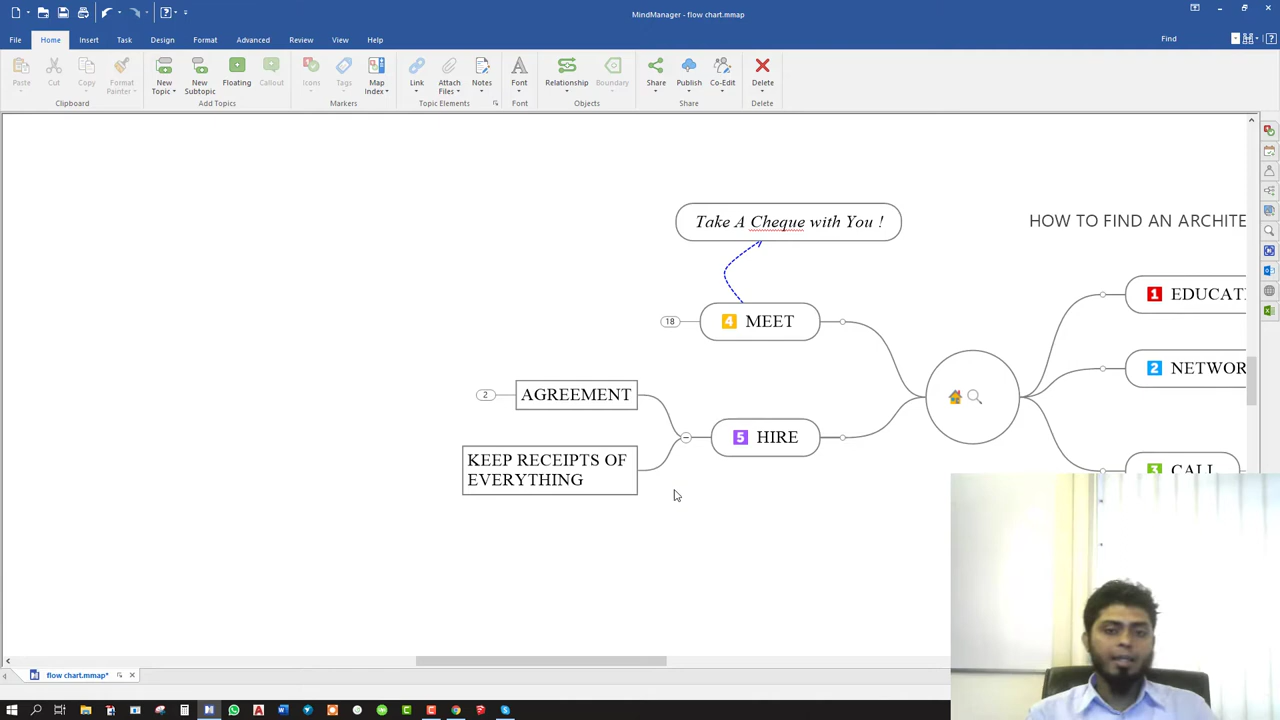 MindManager - flow chart.mmap
File Home Insert Task Design Format Advanced Review View Help
Find
Paste Cut Copy Format Painter New Topic New Subtopic Floating Callout Icons Tags Map Index Link Attach Files Notes Font Relationship Boundary Share Publish Co-Edit Delete
Clipboard Add Topics Markers Topic Elements Font Objects Share Delete
Take A Cheque with You !
HOW TO FIND AN ARCHITE
18
4 MEET
1 EDUCATI
2 NETWOR
3 CALL
2
AGREEMENT
5 HIRE
KEEP RECEIPTS OF
EVERYTHING
flow chart.mmap*